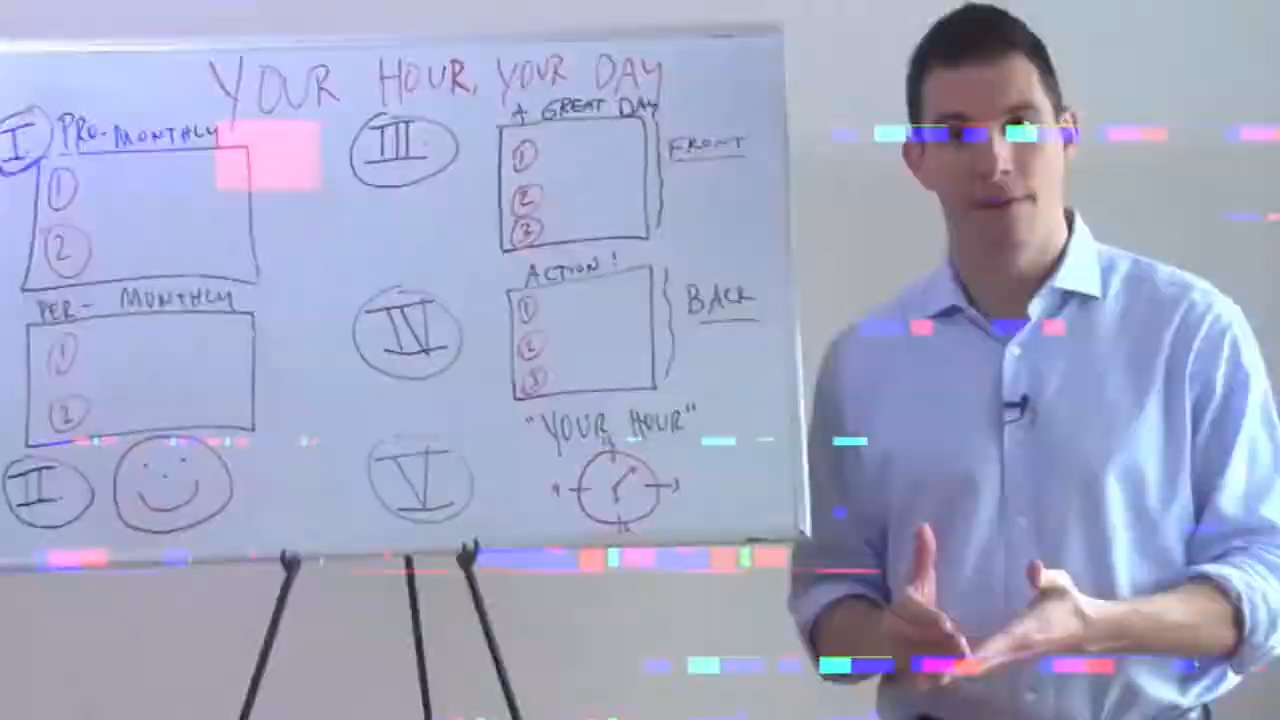 YOUR HOUR, YOUR DAY
I PRO-MONTHLY
1
2
PER- MONTHLY
1
2
II
III A GREAT DAY
1
2
3
FRONT
IV ACTION!
1
2
3
BACK
V "YOUR HOUR"